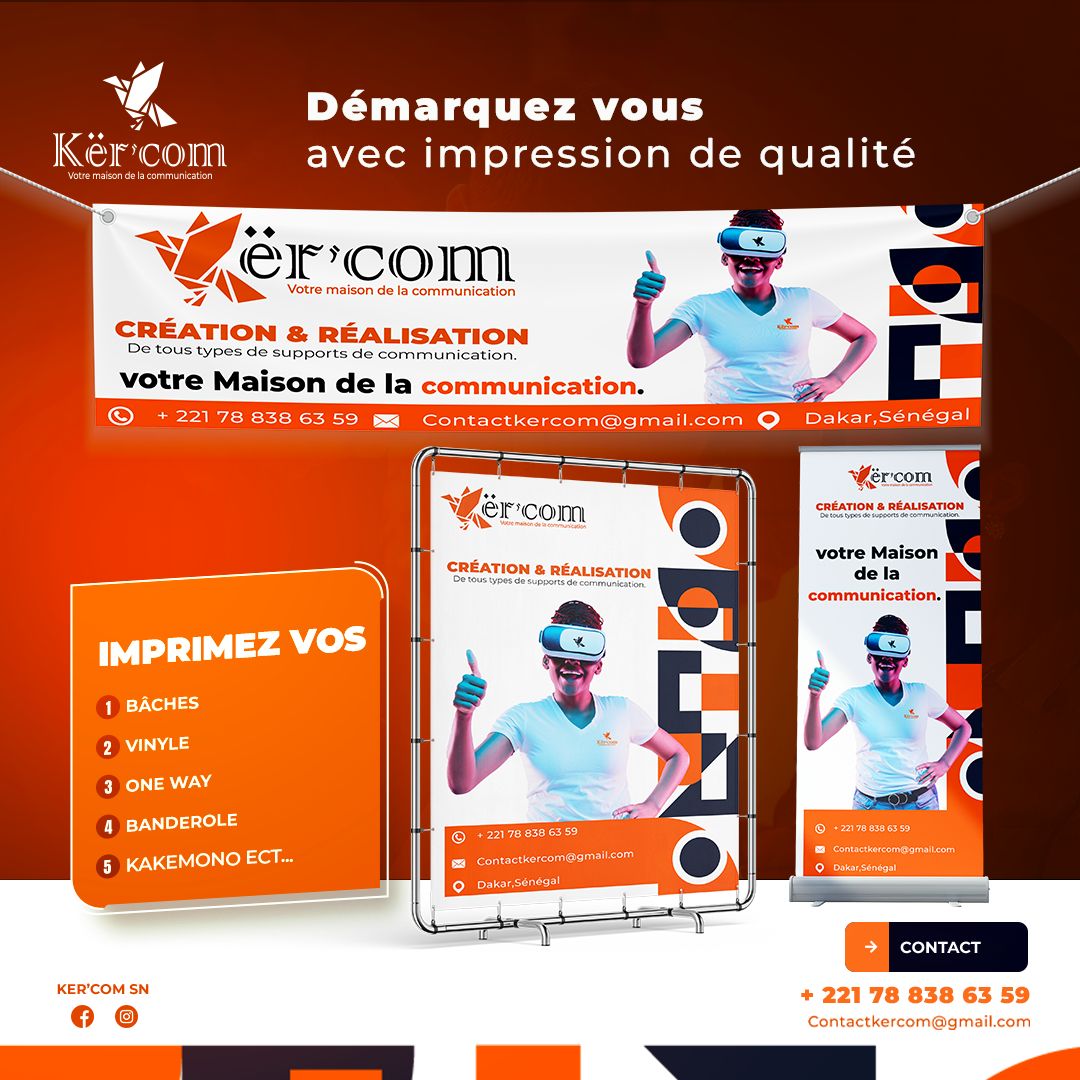 Kër'com
Votre maison de la communication
Démarquez vous
avec impression de qualité
ër'com
Votre maison de la communication
CRÉATION & RÉALISATION
De tous types de supports de communication.
votre Maison de la communication.
+ 221 78 838 63 59 Contactkercom@gmail.com Dakar,Sénégal
ër'com
Votre maison de la communication
CRÉATION & RÉALISATION
De tous types de supports de communication.
+ 221 78 838 63 59
Contactkercom@gmail.com
Dakar,Sénégal
ër'com
Votre maison de la communication
CRÉATION & RÉALISATION
De tous types de supports de communication.
votre Maison
de la
communication.
+ 221 78 838 63 59
Contactkercom@gmail.com
Dakar,Sénégal
IMPRIMEZ VOS
1 BÂCHES
2 VINYLE
3 ONE WAY
4 BANDEROLE
5 KAKEMONO ECT...
CONTACT
+ 221 78 838 63 59
Contactkercom@gmail.com
KER'COM SN